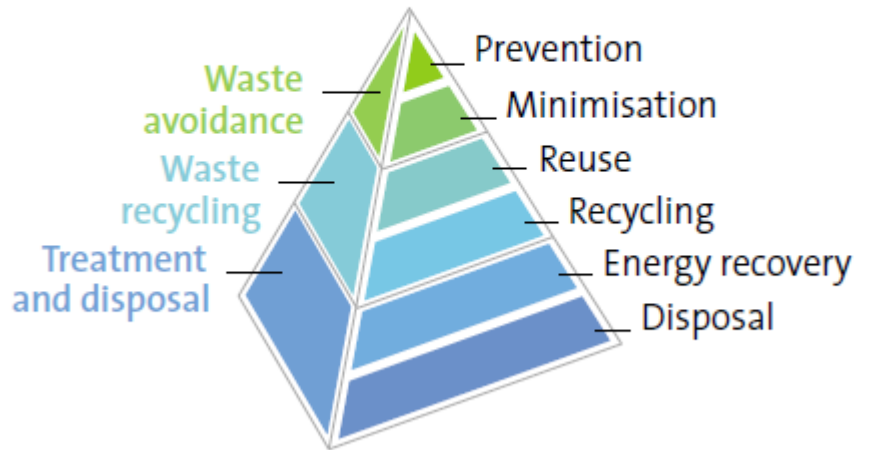 Waste
avoidance
Waste
recycling
Treatment
and disposal
Prevention
Minimisation
Reuse
Recycling
Energy recovery
Disposal